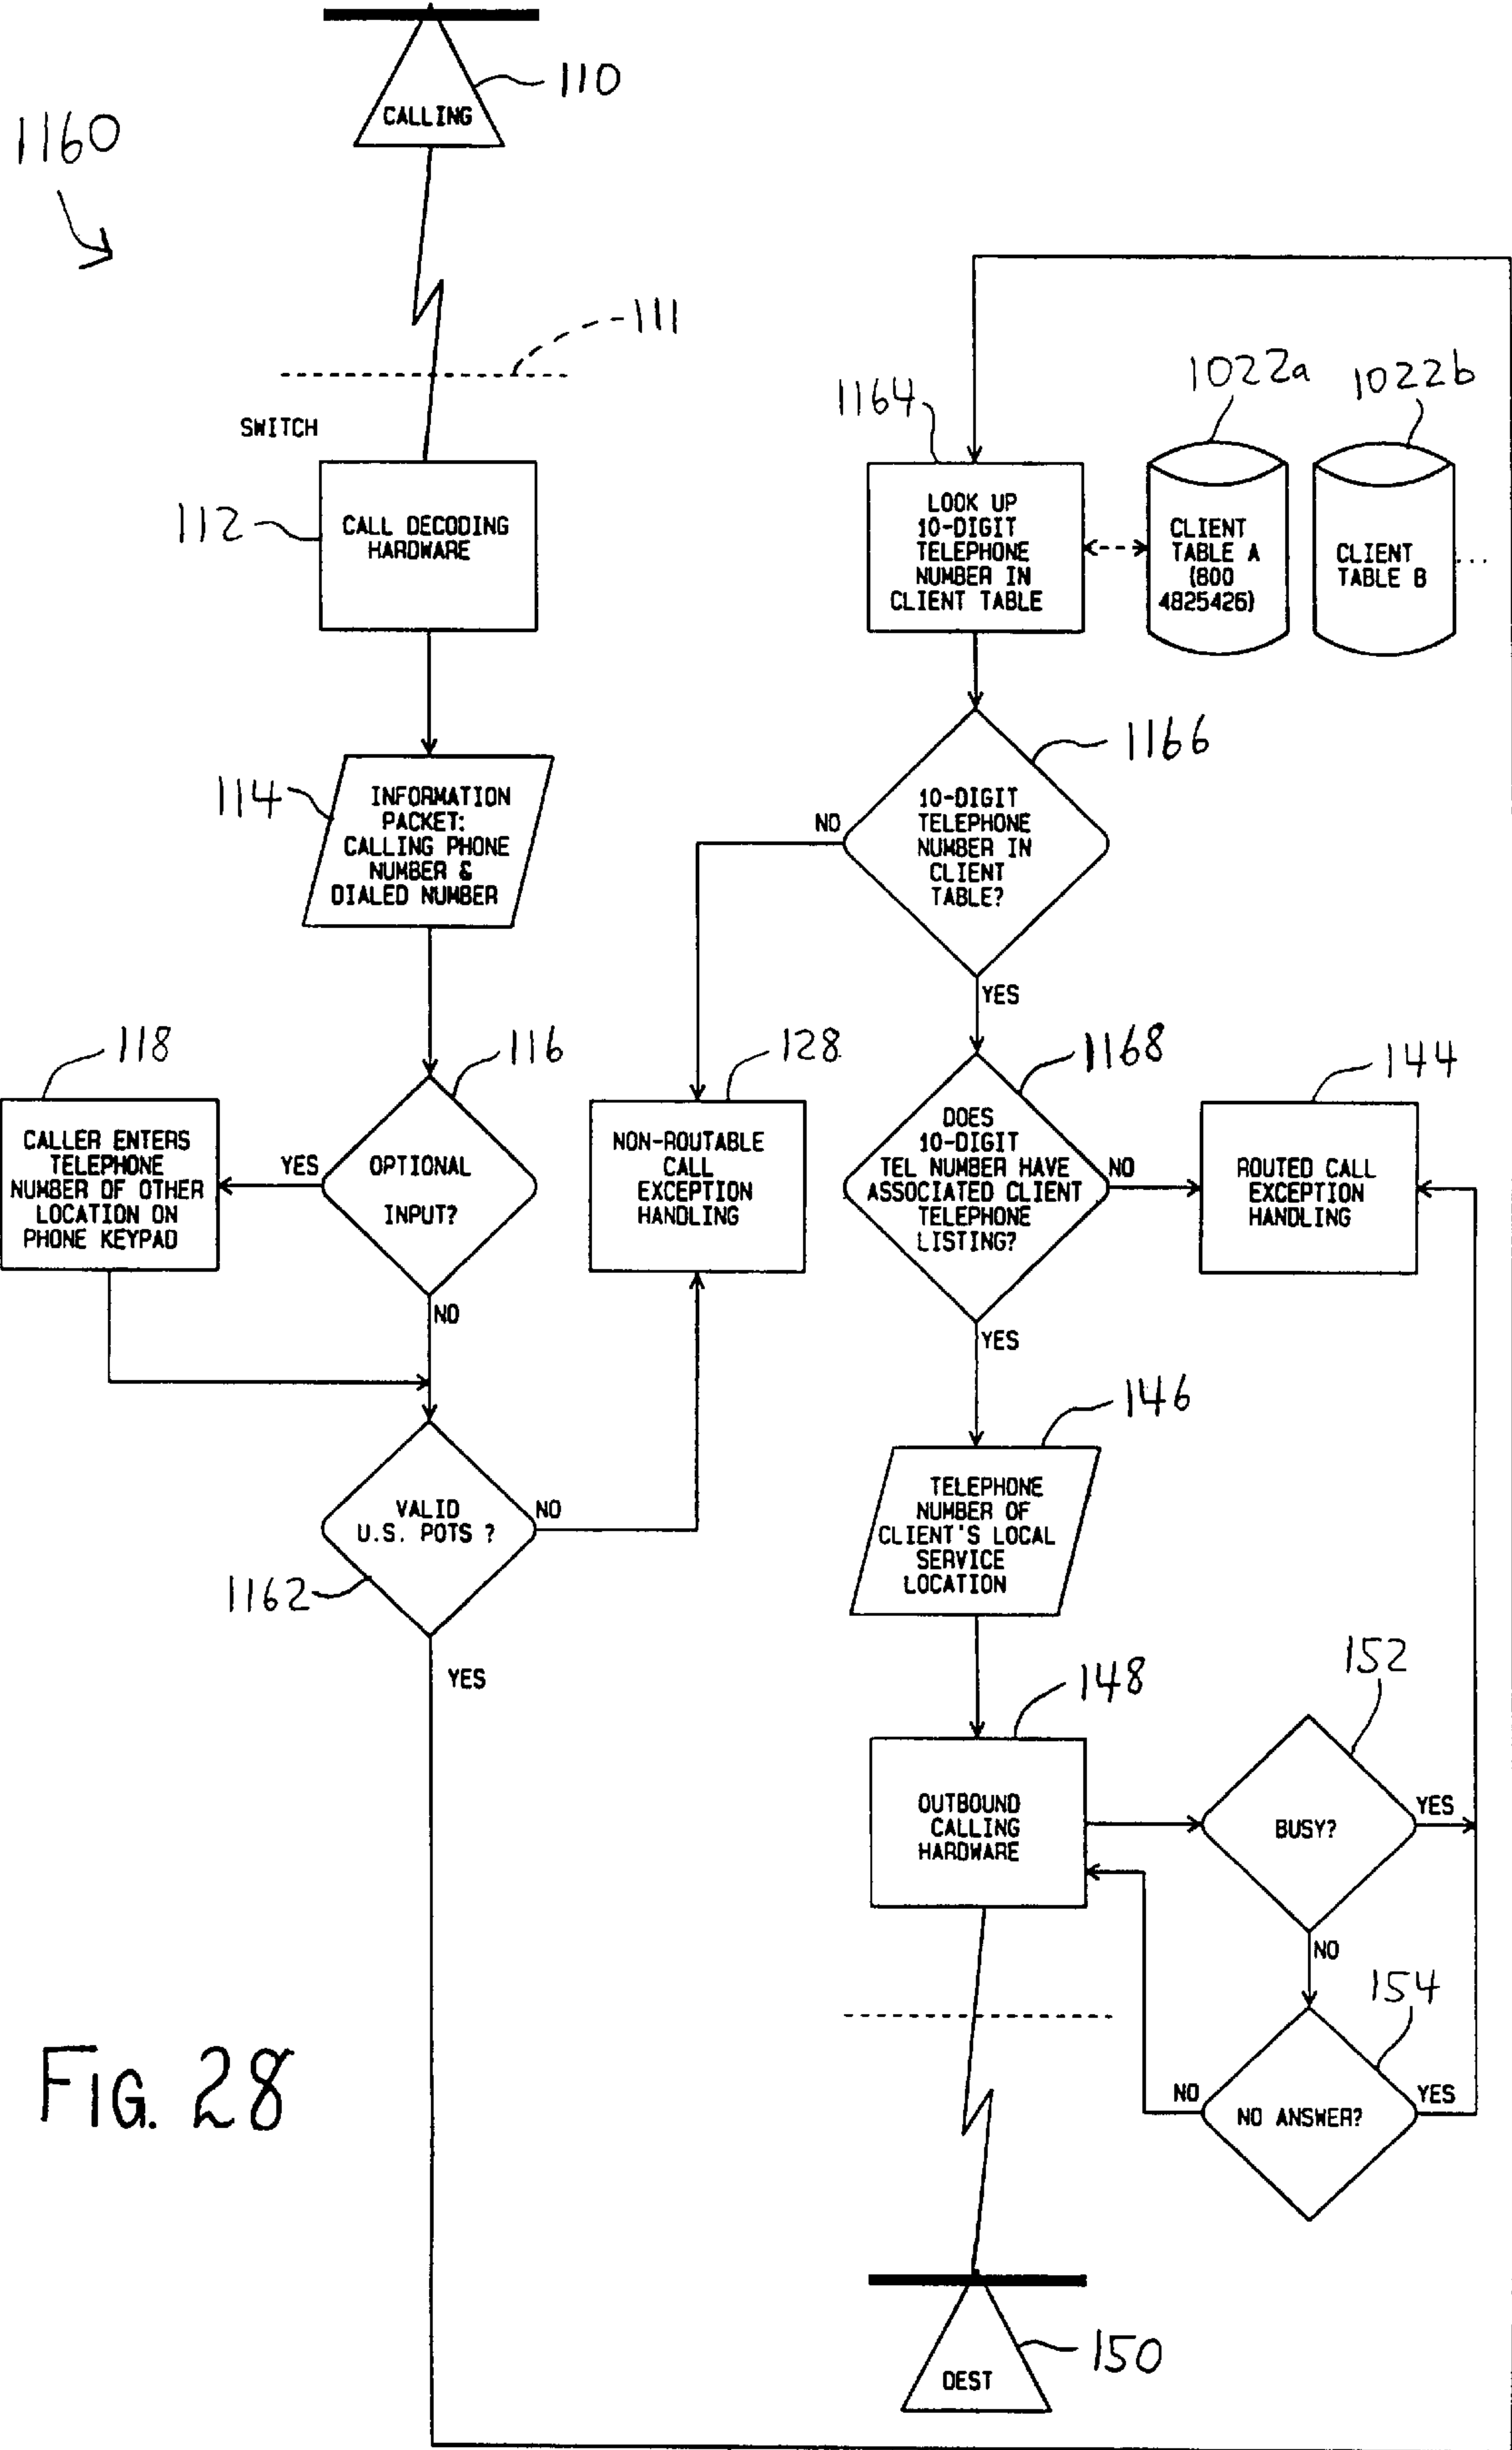 110
CALLING
1160
111
SWITCH
112
CALL DECODING
HARDWARE
114
INFORMATION
PACKET:
CALLING PHONE
NUMBER &
DIALED NUMBER
118
116
CALLER ENTERS
TELEPHONE
NUMBER OF OTHER
LOCATION ON
PHONE KEYPAD
YES
OPTIONAL
INPUT?
NO
VALID
U.S. POTS ?
NO
1162
YES
128
NON-ROUTABLE
CALL
EXCEPTION
HANDLING
1164
LOOK UP
10-DIGIT
TELEPHONE
NUMBER IN
CLIENT TABLE
1022a
CLIENT
TABLE A
(800
4825426)
1022b
CLIENT
TABLE B
...
1166
NO
10-DIGIT
TELEPHONE
NUMBER IN
CLIENT
TABLE?
YES
1168
DOES
10-DIGIT
TEL NUMBER HAVE
ASSOCIATED CLIENT
TELEPHONE
LISTING?
NO
YES
144
ROUTED CALL
EXCEPTION
HANDLING
146
TELEPHONE
NUMBER OF
CLIENT'S LOCAL
SERVICE
LOCATION
148
OUTBOUND
CALLING
HARDWARE
152
BUSY?
YES
NO
154
NO
NO ANSWER?
YES
150
DEST
FIG. 28